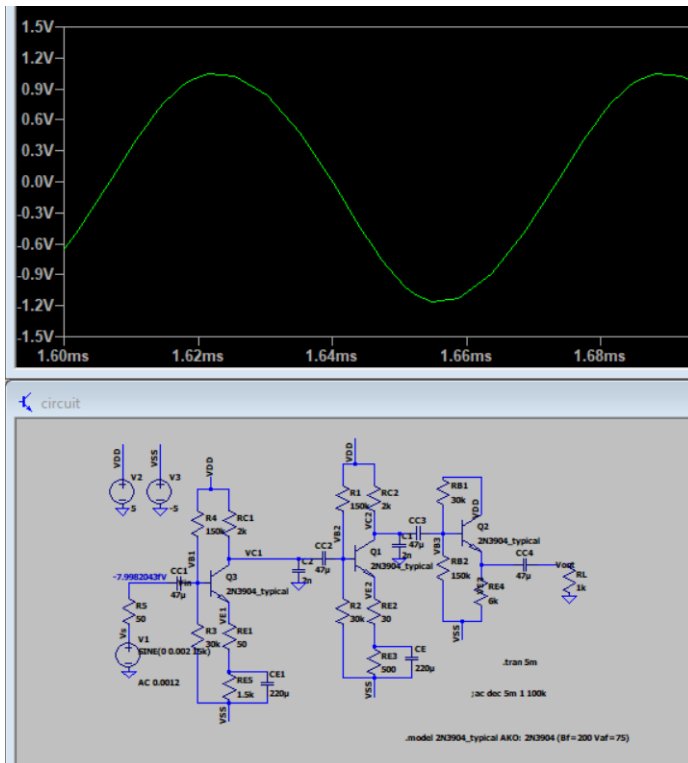 1.5V
1.2V
0.9V
0.6V
0.3V
0.0V
-0.3V
-0.6V
-0.9V
-1.2V
-1.5V
1.60ms 1.62ms 1.64ms 1.66ms 1.68ms
circuit
VDD VSS
V2 V3
5 -5
VDD
R4 RC1
150k 2k
VB1
VC1
-7.9982043fV
CC1
47µ
Q3
2N3904_typical
C2
2n
CC2
47µ
R5
50
Vs
V1
SINE(0 0.002 15k)
AC 0.0012
R3
30k
VE1
RE1
50
RE5
1.5k
CE1
220µ
VSS
VDD
R1 RC2
150k 2k
VB2
VC2
Q1
2N3904_typical
C1
2n
CC3
47µ
R2
30k
VE2
RE2
30
RE3
500
CE
220µ
VSS
RB1
30k
VDD
VB3
Q2
2N3904_typical
RB2
150k
RE4
6k
VSS
CC4
47µ
Vout
RL
1k
.tran 5m
;ac dec 5m 1 100k
.model 2N3904_typical AKO: 2N3904 (Bf=200 Vaf=75)